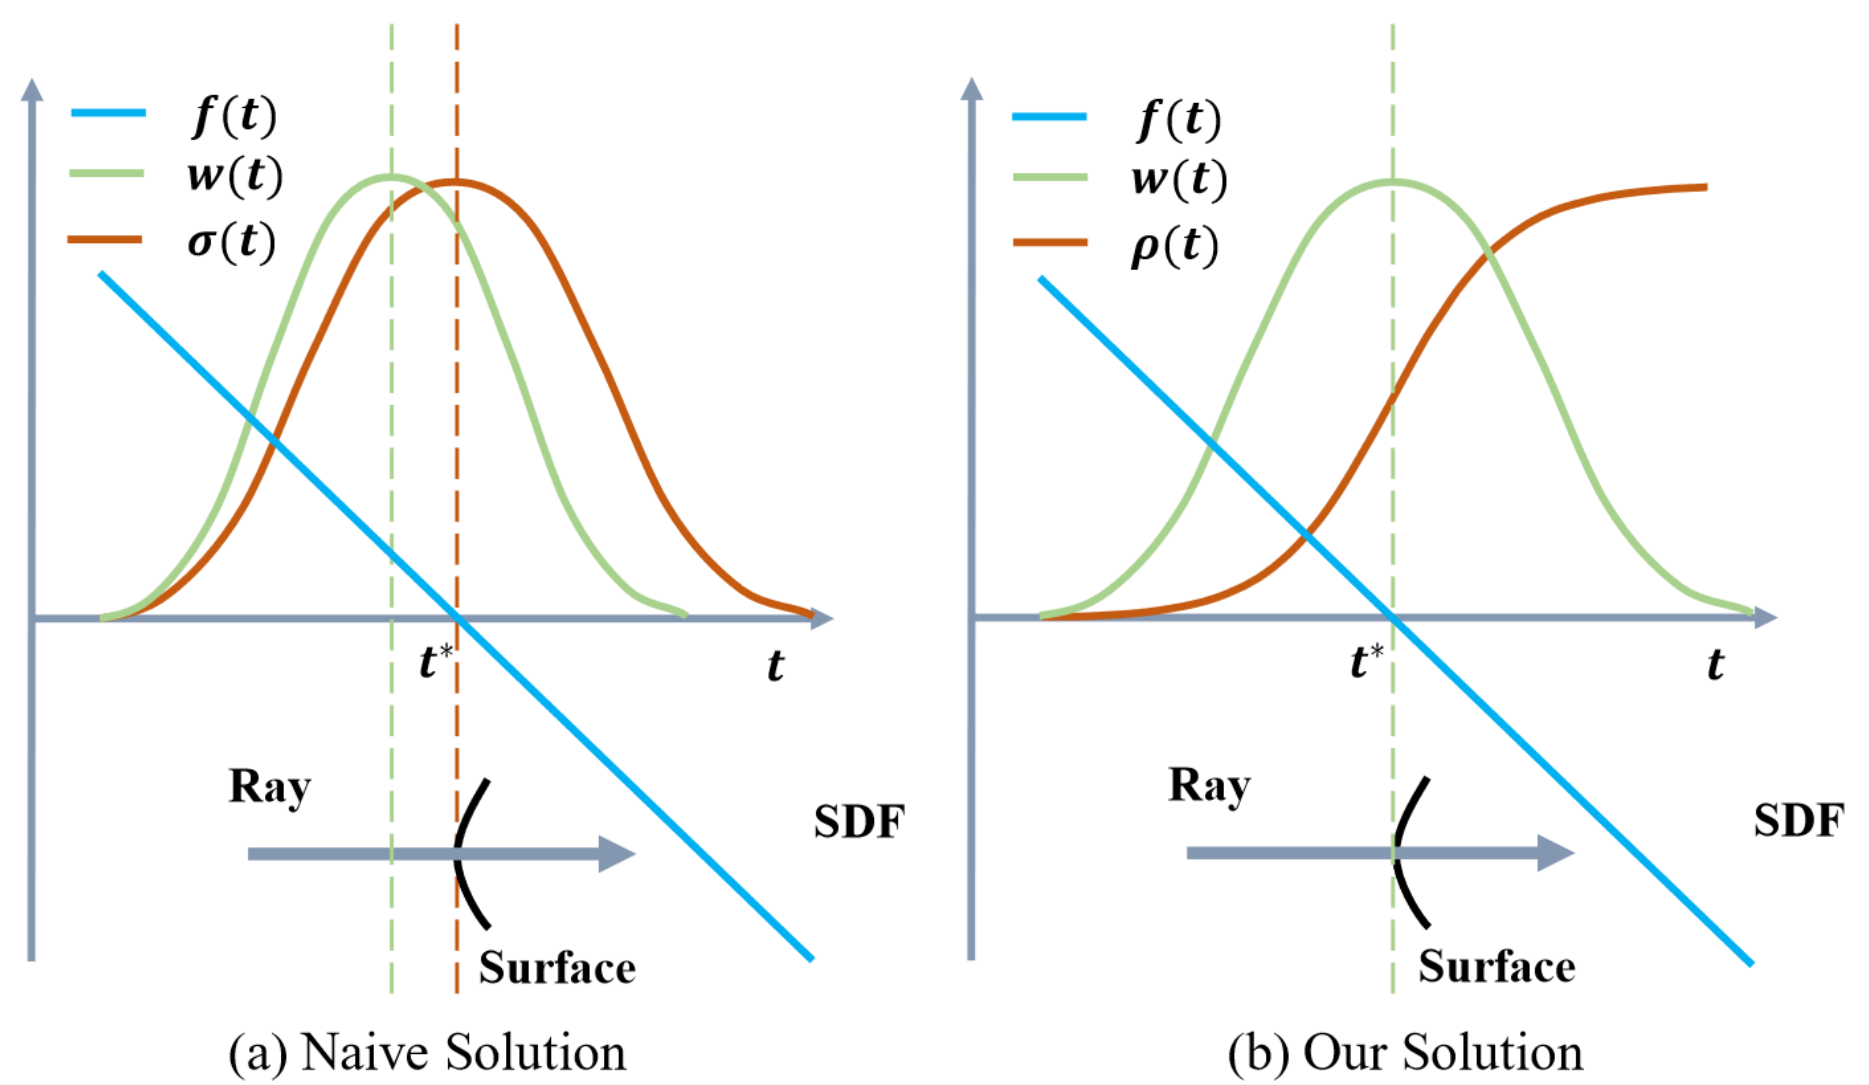 f(t)
w(t)
σ(t)
t*
t
Ray
SDF
Surface
(a) Naive Solution
f(t)
w(t)
ρ(t)
t*
t
Ray
SDF
Surface
(b) Our Solution